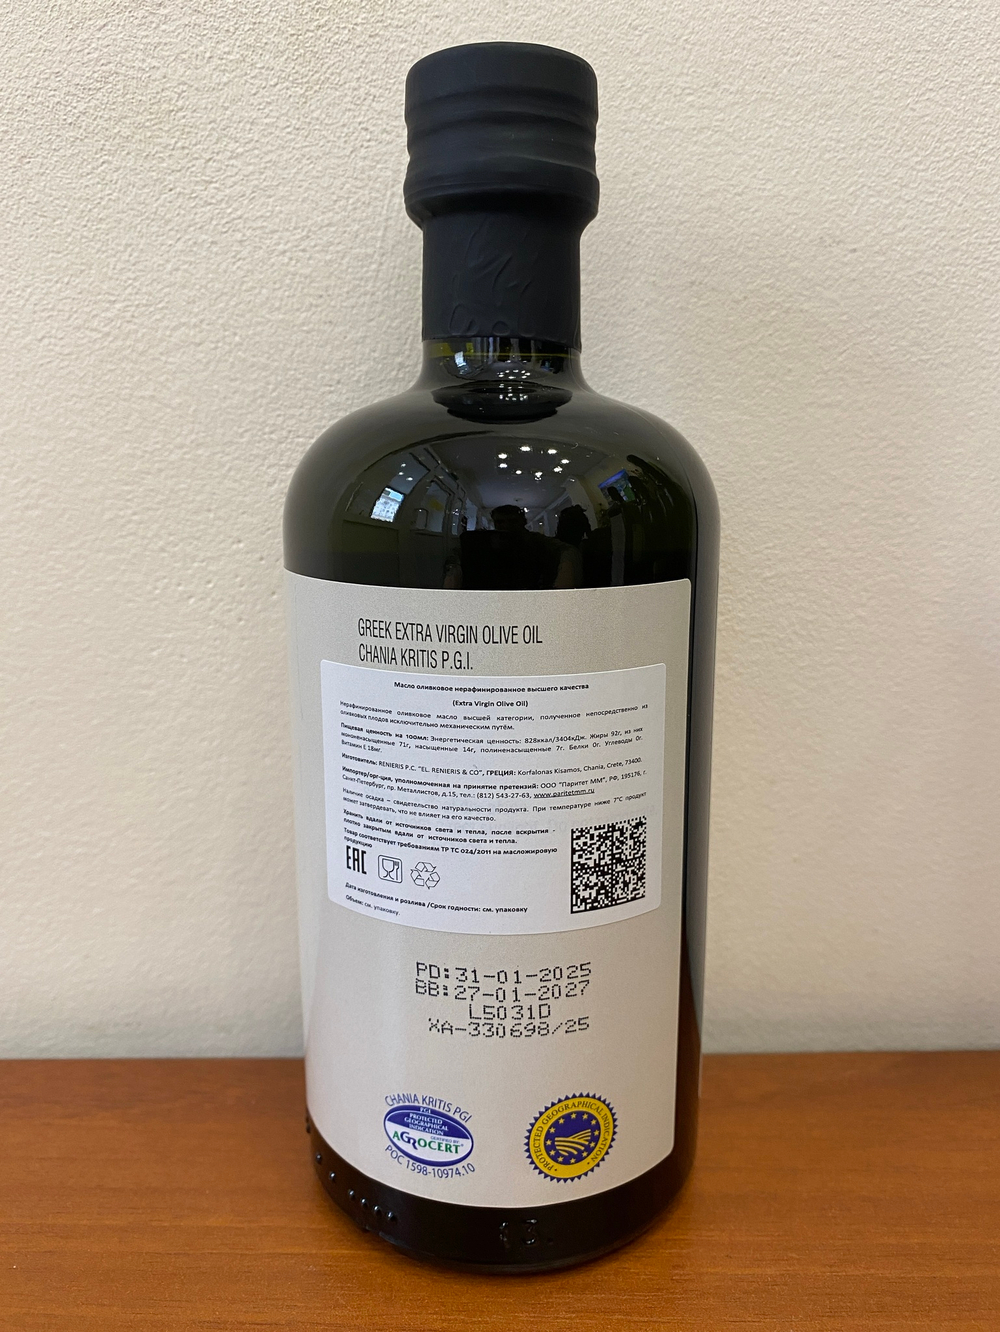 GREEK EXTRA VIRGIN OLIVE OIL
CHANIA KRITIS P.G.I.
Масло оливковое нерафинированное высшего качества
(Extra Virgin Olive Oil)
Нерафинированное оливковое масло высшей категории, полученное непосредственно из
оливковых плодов исключительно механическим путём.
Пищевая ценность на 100мл: Энергетическая ценность: 828ккал/3404кДж. Жиры 92г, из них
мононенасыщенные 71г, насыщенные 14г, полиненасыщенные 7г. Белки 0г. Углеводы 0г.
Витамин Е 18мг.
Изготовитель: RENIERIS P.C. "EL. RENIERIS & CO", ГРЕЦИЯ: Korfalonas Kisamos, Chania, Crete, 73400.
Импортер/орг-ция, уполномоченная на принятие претензий: ООО "Паритет ММ", РФ, 195176, г.
Санкт-Петербург, пр. Металлистов, д.15, тел.: (812) 543-27-63, www.paritetmm.ru
Наличие осадка – свидетельство натуральности продукта. При температуре ниже 7°С продукт
может затвердевать, что не влияет на его качество.
Хранить вдали от источников света и тепла, после вскрытия -
плотно закрытым вдали от источников света и тепла.
Товар соответствует требованиям ТР ТС 024/2011 на масложировую
продукцию
EAC
Дата изготовления и розлива /Срок годности: см. упаковку
Объем: см. упаковку.
PD:31-01-2025
BB:27-01-2027
L5031D
XA-330698/25
CHANIA KRITIS PGI
P.G.I.
PROTECTED
GEOGRAPHICAL
INDICATION
CERTIFIED BY:
AGROCERT
POC 1598-10974.10
PROTECTED GEOGRAPHICAL INDICATION